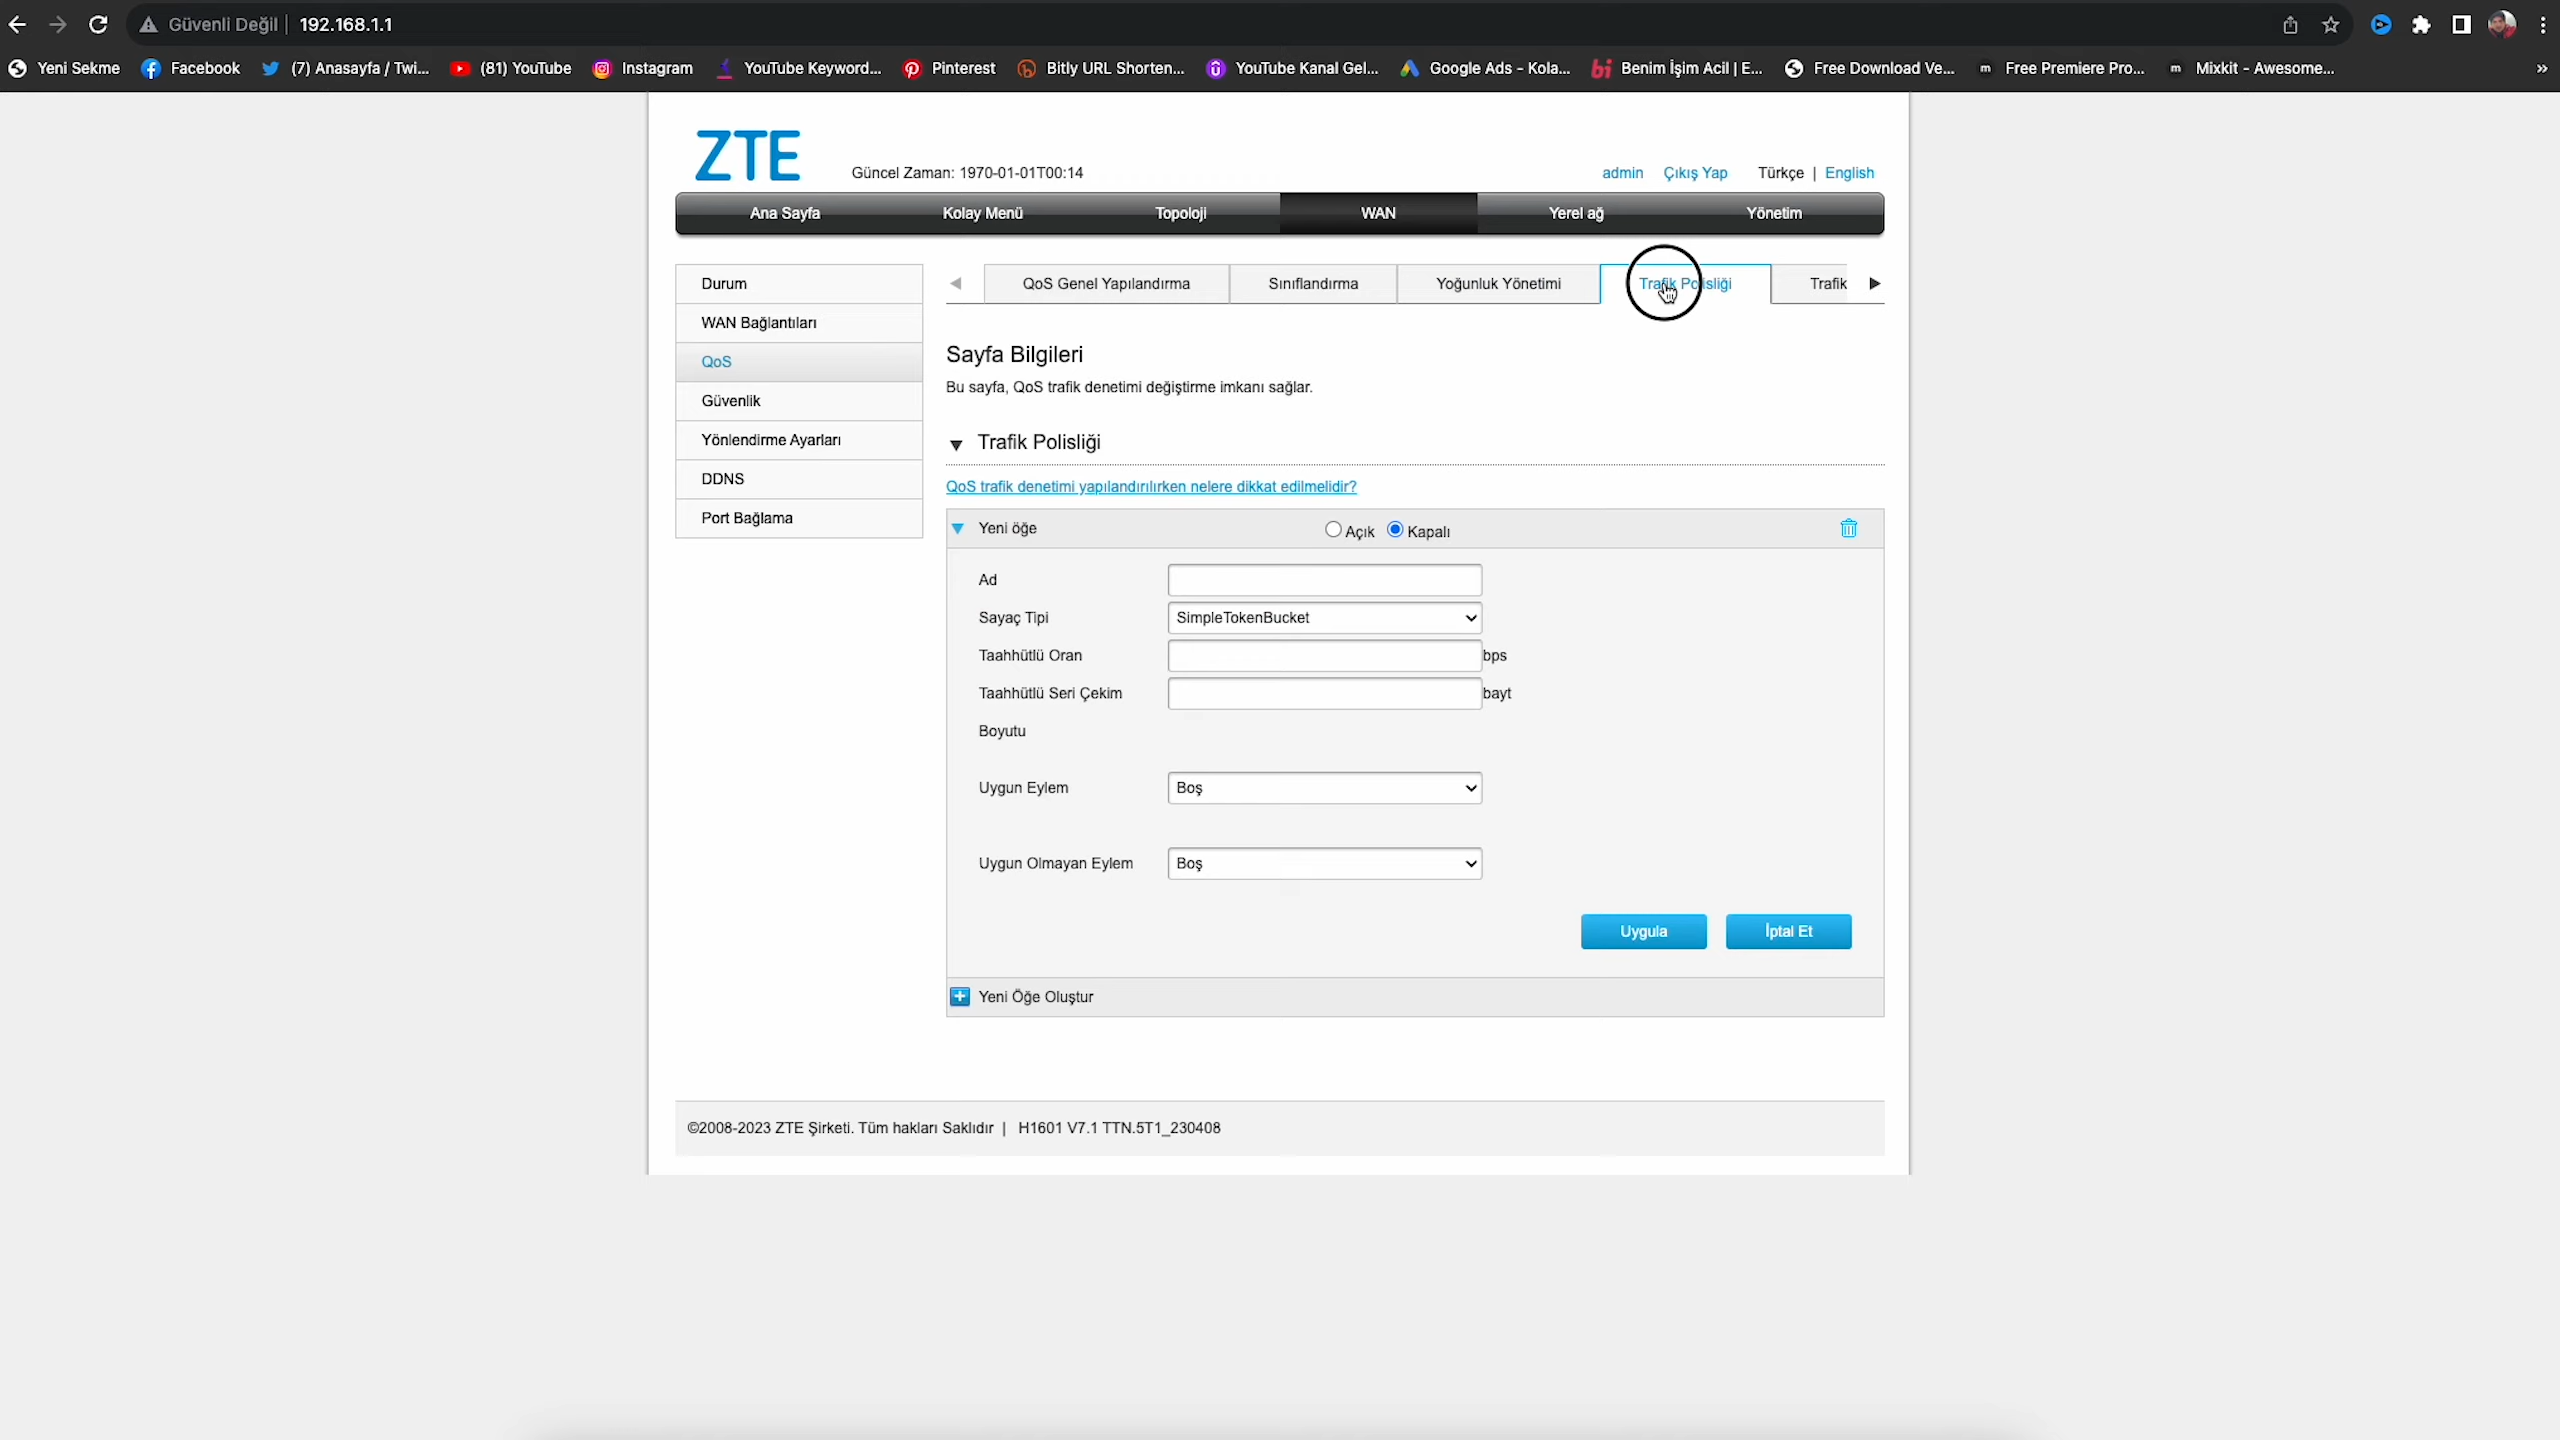 Güvenli Değil 192.168.1.1
Yeni Sekme Facebook (7) Anasayfa / Twi... (81) YouTube Instagram YouTube Keyword... Pinterest Bitly URL Shorten... YouTube Kanal Gel... Google Ads - Kola... Benim İşim Acil | E... Free Download Ve... Free Premiere Pro... Mixkit - Awesome... »
ZTE
Güncel Zaman: 1970-01-01T00:14
admin Çıkış Yap Türkçe | English
Ana Sayfa Kolay Menü Topoloji WAN Yerel ağ Yönetim
Durum
WAN Bağlantıları
QoS
Güvenlik
Yönlendirme Ayarları
DDNS
Port Bağlama
QoS Genel Yapılandırma Sınıflandırma Yoğunluk Yönetimi Trafik Polisliği Trafik
Sayfa Bilgileri
Bu sayfa, QoS trafik denetimi değiştirme imkanı sağlar.
Trafik Polisliği
QoS trafik denetimi yapılandırılırken nelere dikkat edilmelidir?
Yeni öğe Açık Kapalı
Ad
Sayaç Tipi SimpleTokenBucket
Taahhütlü Oran bps
Taahhütlü Seri Çekim bayt
Boyutu
Uygun Eylem Boş
Uygun Olmayan Eylem Boş
Uygula İptal Et
Yeni Öğe Oluştur
©2008-2023 ZTE Şirketi. Tüm hakları Saklıdır | H1601 V7.1 TTN.5T1_230408